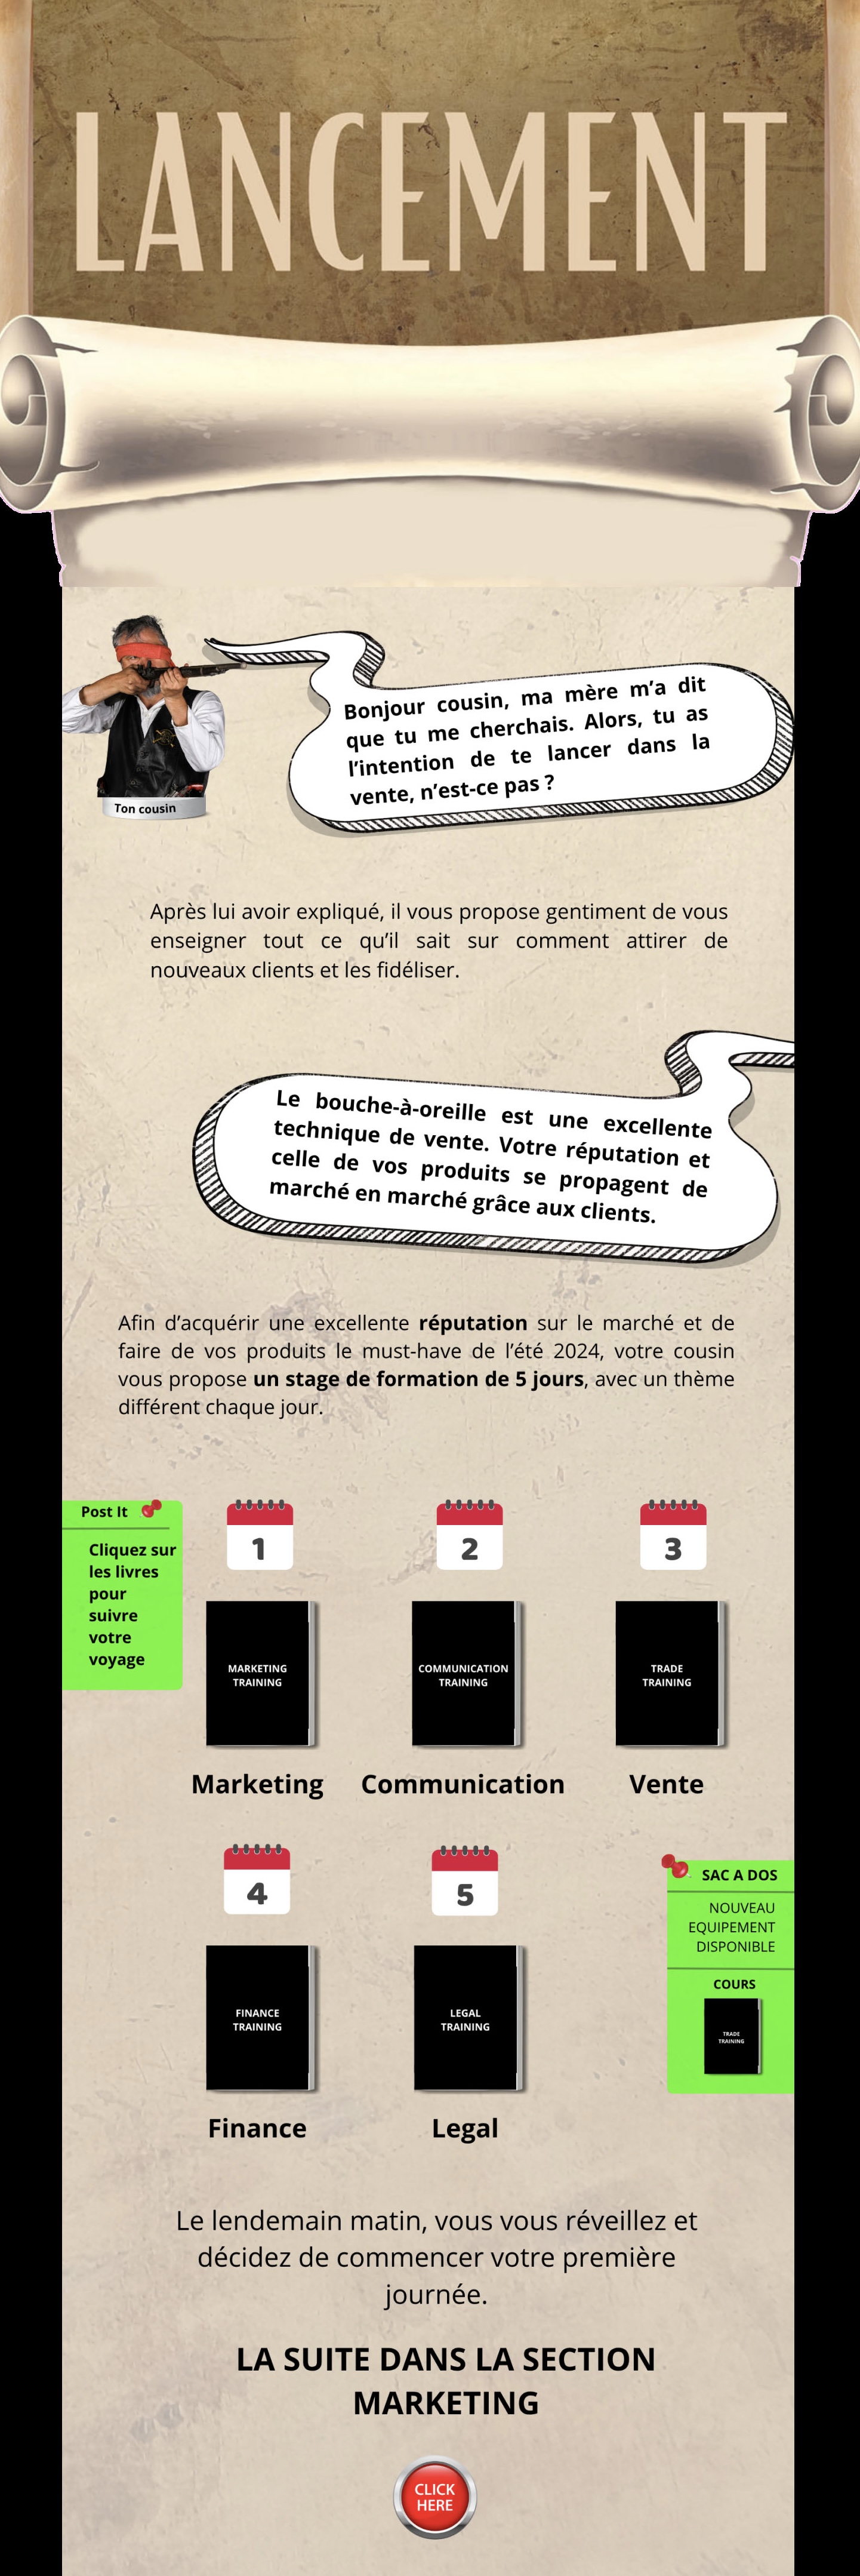 LANCEMENT
Bonjour cousin, ma mère m’a dit
que tu me cherchais. Alors, tu as
l’intention de te lancer dans la
vente, n’est-ce pas ?
Ton cousin
Après lui avoir expliqué, il vous propose gentiment de vous
enseigner tout ce qu’il sait sur comment attirer de
nouveaux clients et les fidéliser.
Le bouche-à-oreille est une excellente
technique de vente. Votre réputation et
celle de vos produits se propagent de
marché en marché grâce aux clients.
Afin d’acquérir une excellente réputation sur le marché et de
faire de vos produits le must-have de l’été 2024, votre cousin
vous propose un stage de formation de 5 jours, avec un thème
différent chaque jour.
Post It
Cliquez sur
les livres
pour
suivre
votre
voyage
1
2
3
MARKETING
TRAINING
COMMUNICATION
TRAINING
TRADE
TRAINING
Marketing
Communication
Vente
4
5
FINANCE
TRAINING
LEGAL
TRAINING
Finance
Legal
SAC A DOS
NOUVEAU
EQUIPEMENT
DISPONIBLE
COURS
TRADE
TRAINING
Le lendemain matin, vous vous réveillez et
décidez de commencer votre première
journée.
LA SUITE DANS LA SECTION
MARKETING
CLICK
HERE